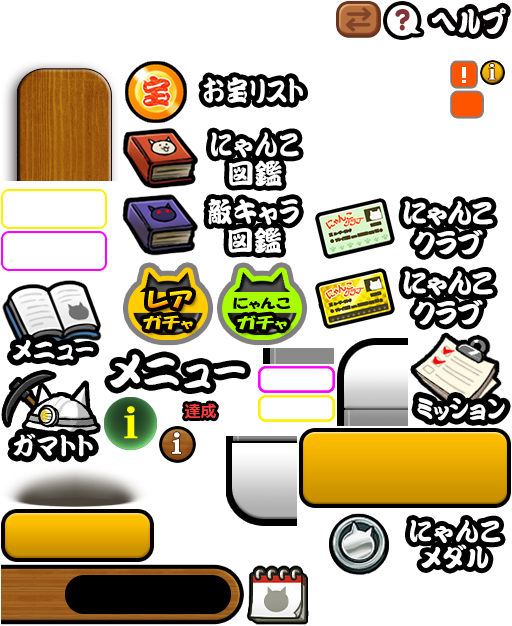 ? ヘルプ
宝 お宝リスト
! i
にゃんこ
図鑑
敵キャラ
図鑑
にゃんこ
クラブ
レア
ガチャ
にゃんこ
ガチャ
にゃんこ
クラブ
メニュー
メニュー
ガマトト
i
達成
i
ミッション
にゃんこ
メダル